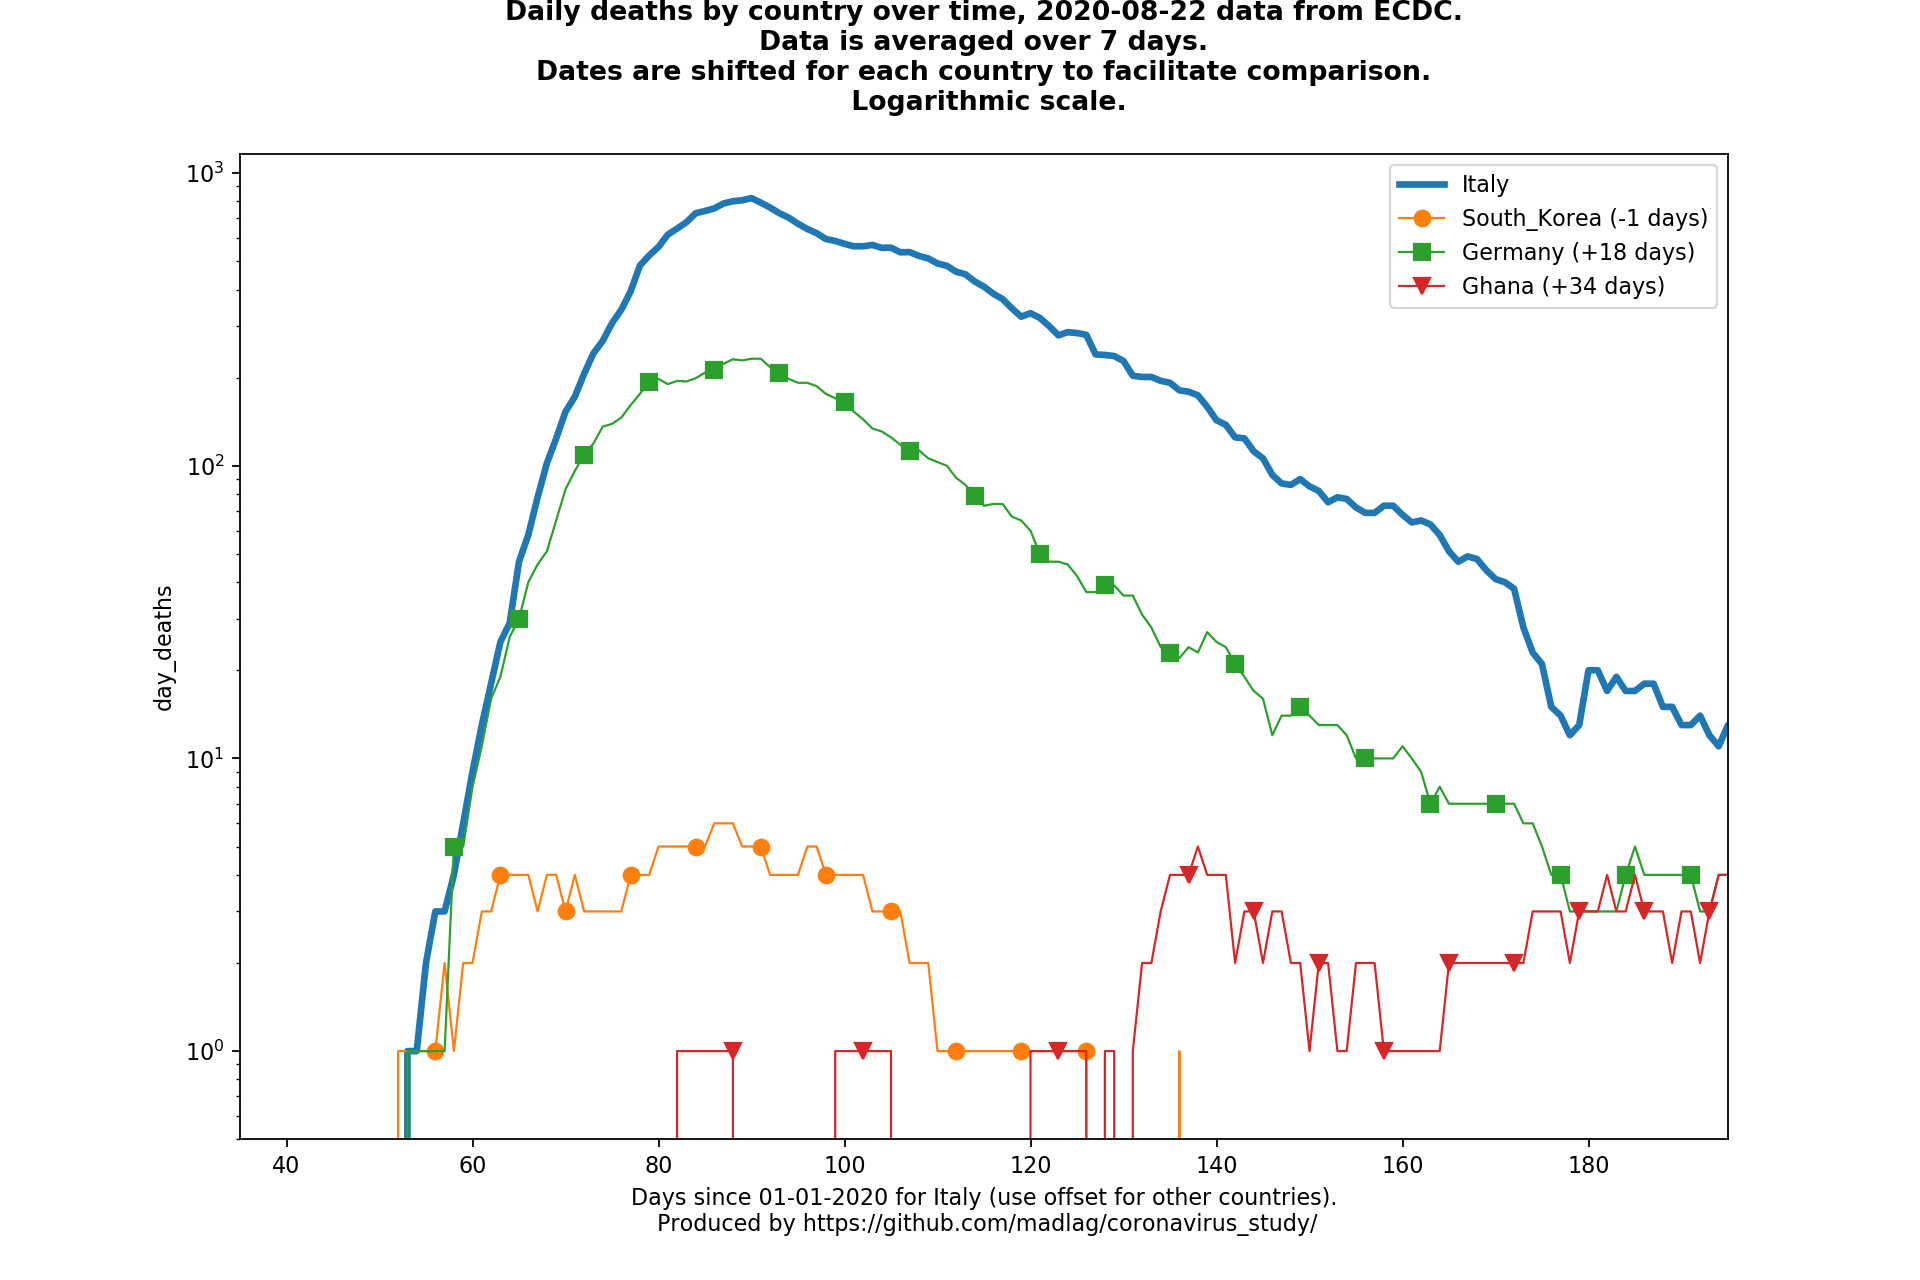 Daily deaths by country over time, 2020-08-22 data from ECDC.
Data is averaged over 7 days.
Dates are shifted for each country to facilitate comparison.
Logarithmic scale.
10³
10²
10¹
10⁰
day_deaths
Italy
South_Korea (-1 days)
Germany (+18 days)
Ghana (+34 days)
40 60 80 100 120 140 160 180
Days since 01-01-2020 for Italy (use offset for other countries).
Produced by https://github.com/madlag/coronavirus_study/